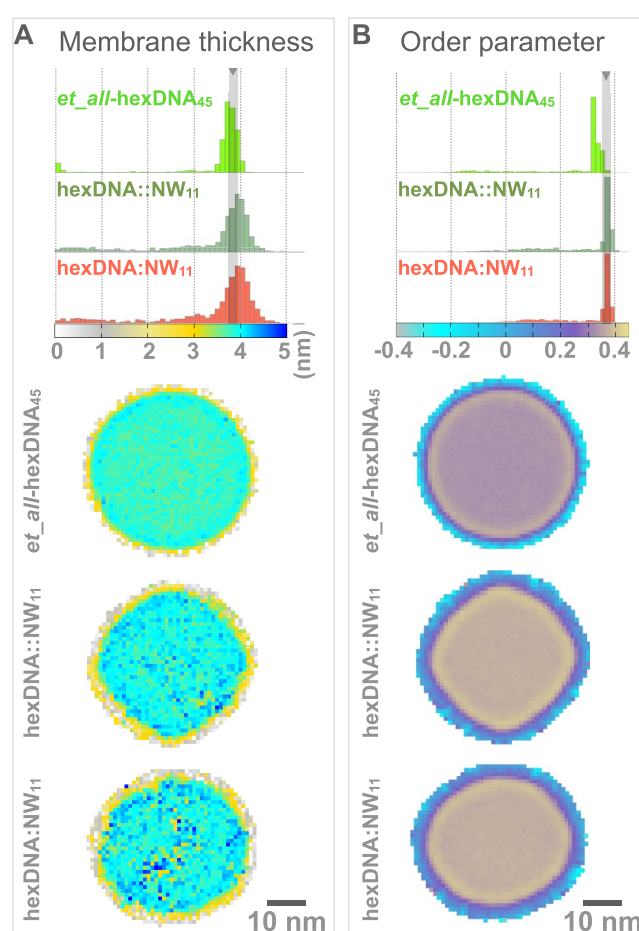 A Membrane thickness
et_all-hexDNA45
hexDNA::NW11
hexDNA:NW11
0 1 2 3 4 5
(nm)
et_all-hexDNA45
hexDNA::NW11
hexDNA:NW11
10 nm
B Order parameter
et_all-hexDNA45
hexDNA::NW11
hexDNA:NW11
-0.4 -0.2 0 0.2 0.4
et_all-hexDNA45
hexDNA::NW11
hexDNA:NW11
10 nm